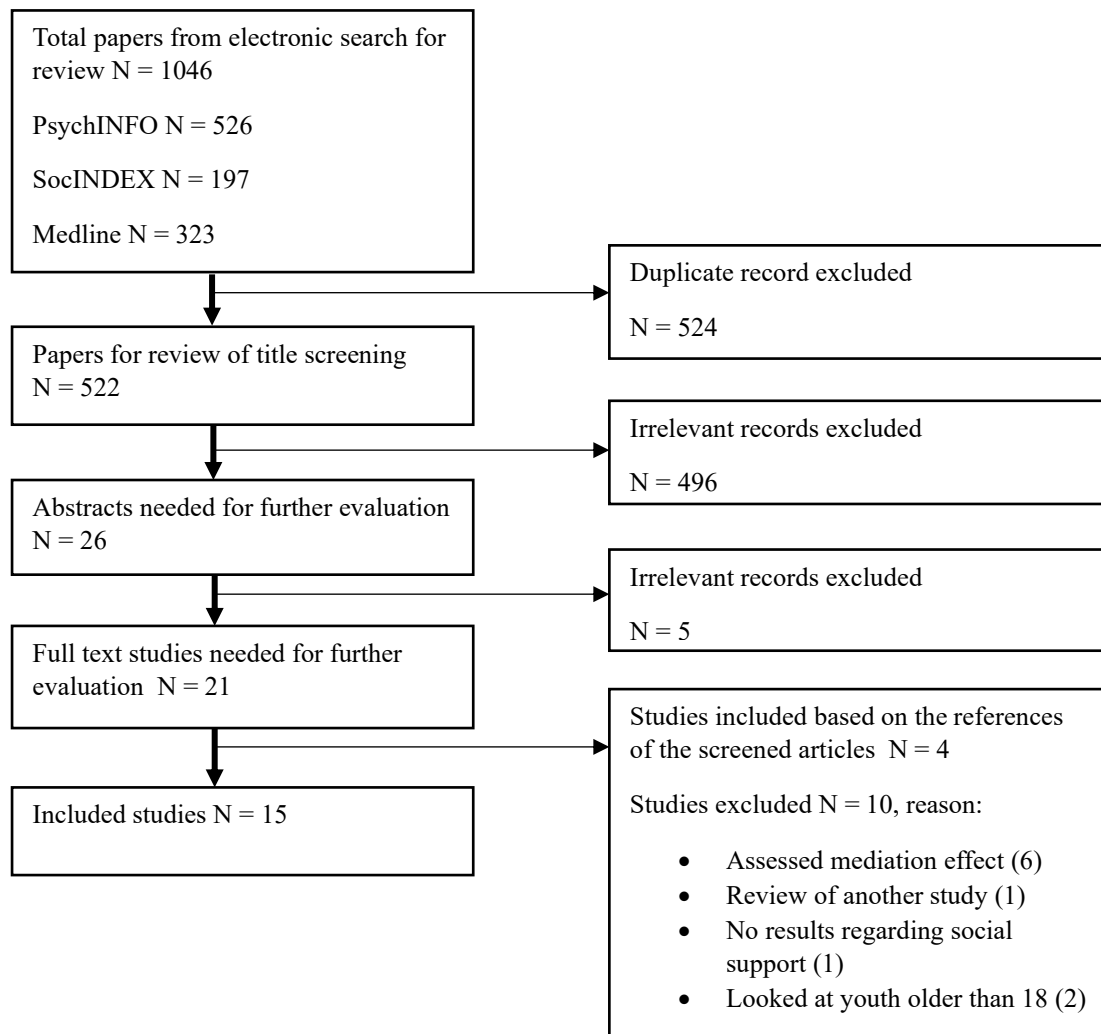 Total papers from electronic search for
review N = 1046
PsychINFO N = 526
SocINDEX N = 197
Medline N = 323
Duplicate record excluded
N = 524
Papers for review of title screening
N = 522
Irrelevant records excluded
N = 496
Abstracts needed for further evaluation
N = 26
Irrelevant records excluded
N = 5
Full text studies needed for further
evaluation N = 21
Studies included based on the references
of the screened articles N = 4
Studies excluded N = 10, reason:
• Assessed mediation effect (6)
• Review of another study (1)
• No results regarding social
support (1)
• Looked at youth older than 18 (2)
Included studies N = 15